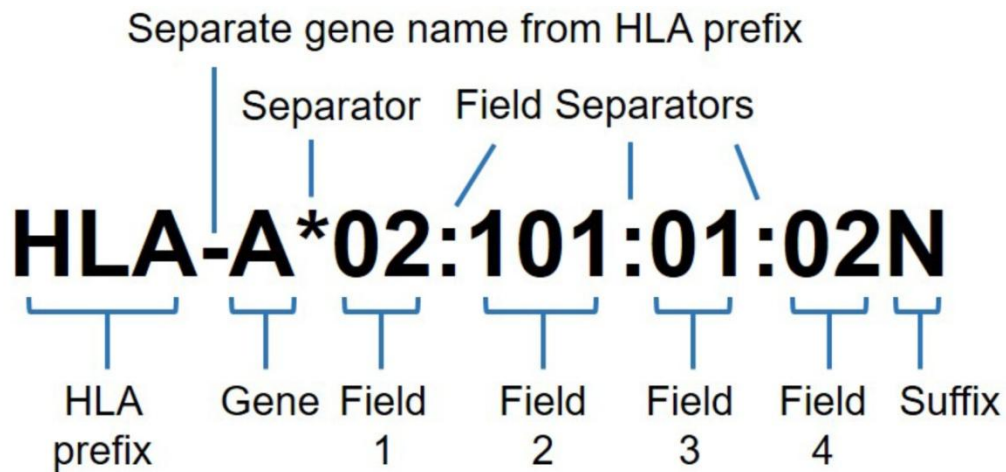 Separate gene name from HLA prefix
Separator Field Separators
HLA-A*02:101:01:02N
HLA Gene Field Field Field Field Suffix
prefix 1 2 3 4